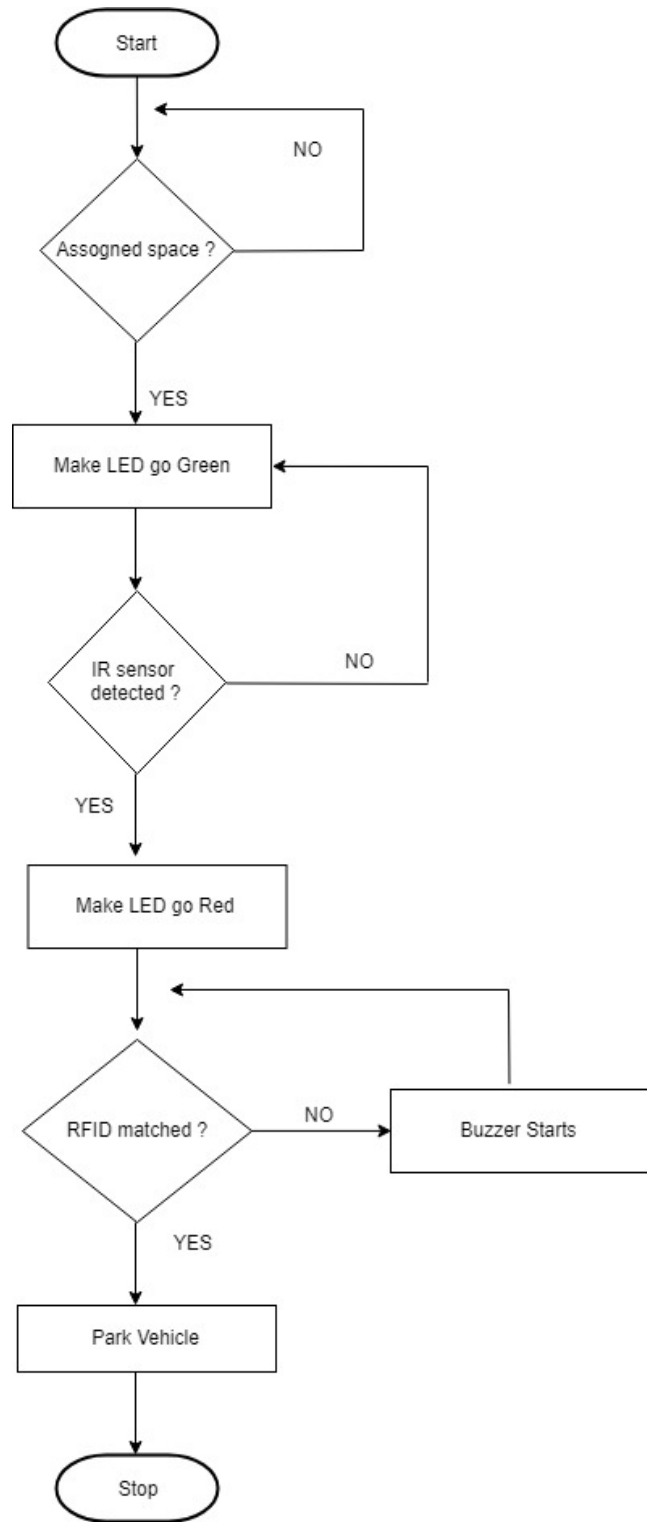 Start
NO
Assogned space ?
YES
Make LED go Green
IR sensor
detected ?
NO
YES
Make LED go Red
RFID matched ?
NO
Buzzer Starts
YES
Park Vehicle
Stop